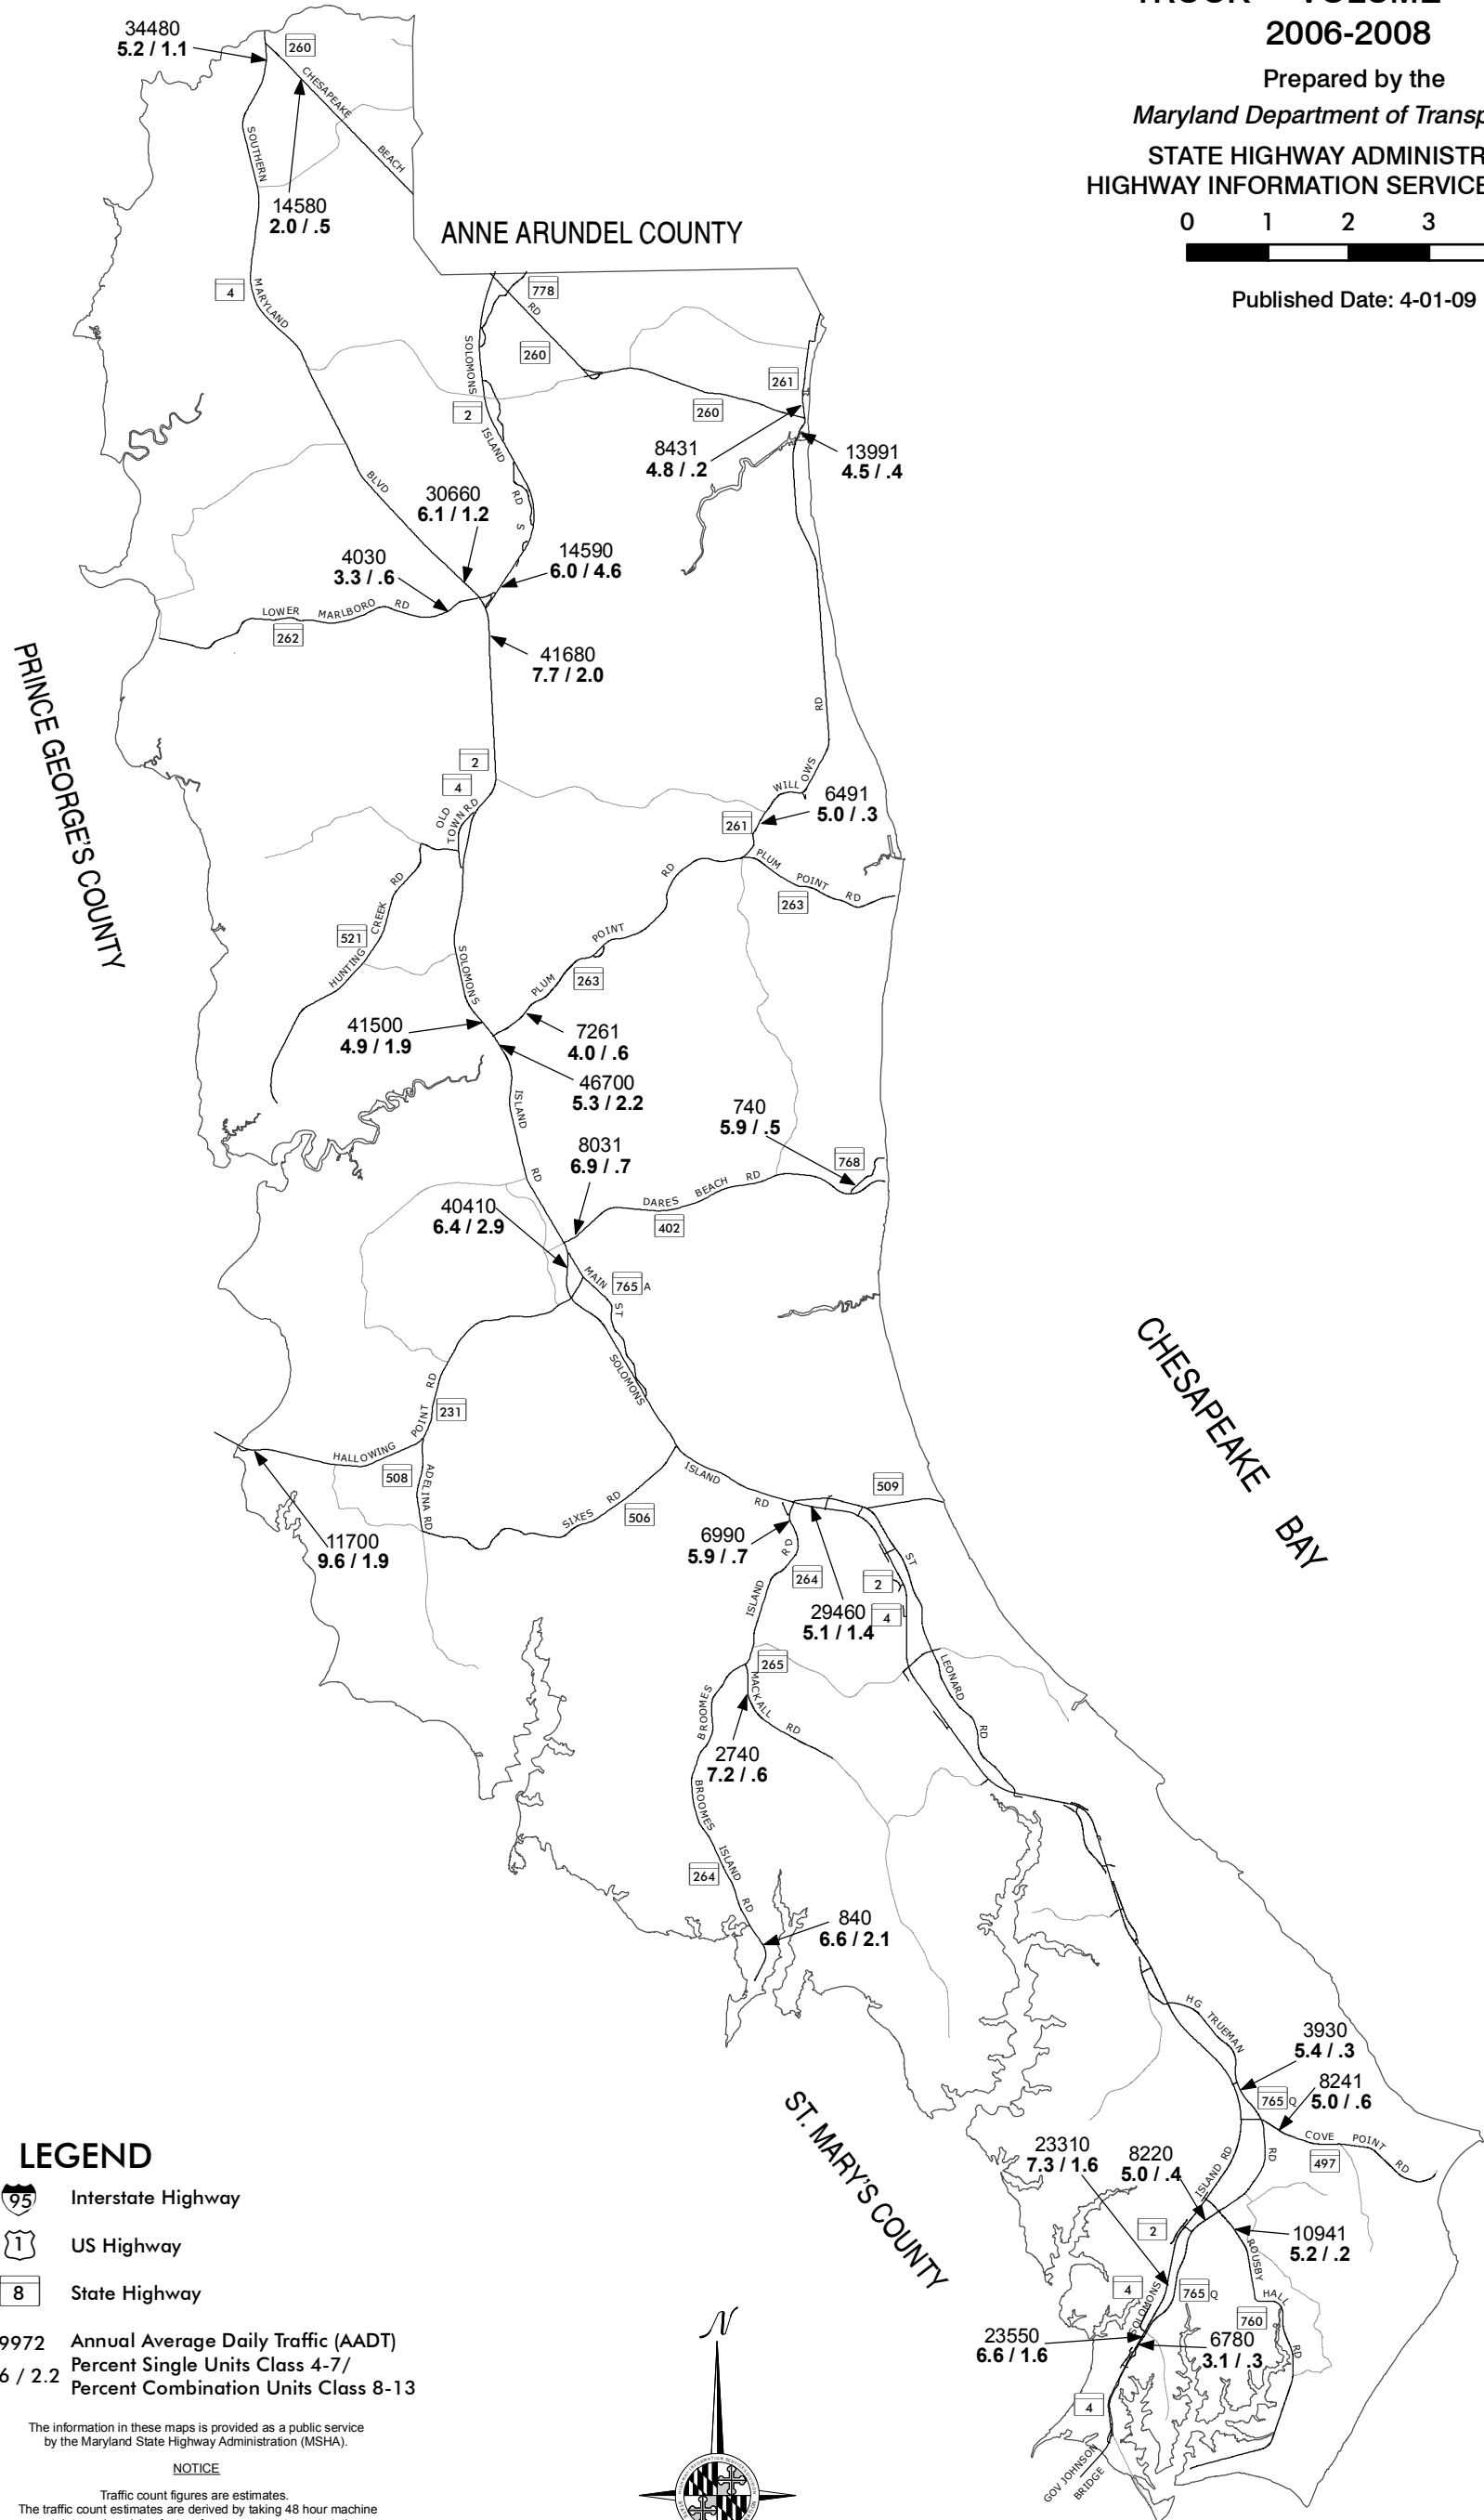 2006-2008
Prepared by the
Maryland Department of Transp
STATE HIGHWAY ADMINISTR
HIGHWAY INFORMATION SERVICE
0 1 2 3
Published Date: 4-01-09
34480
5.2 / 1.1
260
CHESAPEAKE
BEACH
SOUTHERN
14580
2.0 / .5
ANNE ARUNDEL COUNTY
4
MARYLAND
778
RD
260
SOLOMONS
261
2
260
ISLAND
8431
4.8 / .2
13991
4.5 / .4
BLVD
30660
6.1 / 1.2
RD
S
14590
6.0 / 4.6
4030
3.3 / .6
LOWER MARLBORO RD
262
41680
7.7 / 2.0
PRINCE GEORGE'S COUNTY
RD
2
4
WILLOWS
6491
5.0 / .3
OLD
TOWN RD
261
PLUM POINT RD
263
HUNTING CREEK RD
521
PLUM POINT RD
263
SOLOMONS
41500
4.9 / 1.9
7261
4.0 / .6
46700
5.3 / 2.2
ISLAND
740
5.9 / .5
8031
6.9 / .7
768
RD
DARES BEACH RD
402
40410
6.4 / 2.9
MAIN
ST
765 A
SOLOMONS
CHESAPEAKE BAY
HALLOWING POINT RD
231
508
ADELINA RD
SIXES RD
506
ISLAND
RD
509
11700
9.6 / 1.9
6990
5.9 / .7
RD
264
ISLAND
2
4
29460
5.1 / 1.4
ST
LEONARD
RD
265
MACKALL
RD
BROOMES
2740
7.2 / .6
BROOMES
ISLAND
RD
264
840
6.6 / 2.1
HG TRUEMAN
3930
5.4 / .3
8241
5.0 / .6
765 Q
COVE POINT RD
497
RD
ST. MARY'S COUNTY
23310
7.3 / 1.6
8220
5.0 / .4
ISLAND RD
2
10941
5.2 / .2
ROUSBY
HALL
RD
4
SOLOMONS
765 Q
760
23550
6.6 / 1.6
6780
3.1 / .3
4
GOV JOHNSON
BRIDGE
LEGEND
95 Interstate Highway
1 US Highway
8 State Highway
9972 Annual Average Daily Traffic (AADT)
6 / 2.2 Percent Single Units Class 4-7/
Percent Combination Units Class 8-13
The information in these maps is provided as a public service
by the Maryland State Highway Administration (MSHA).
NOTICE
Traffic count figures are estimates.
The traffic count estimates are derived by taking 48 hour machine
N